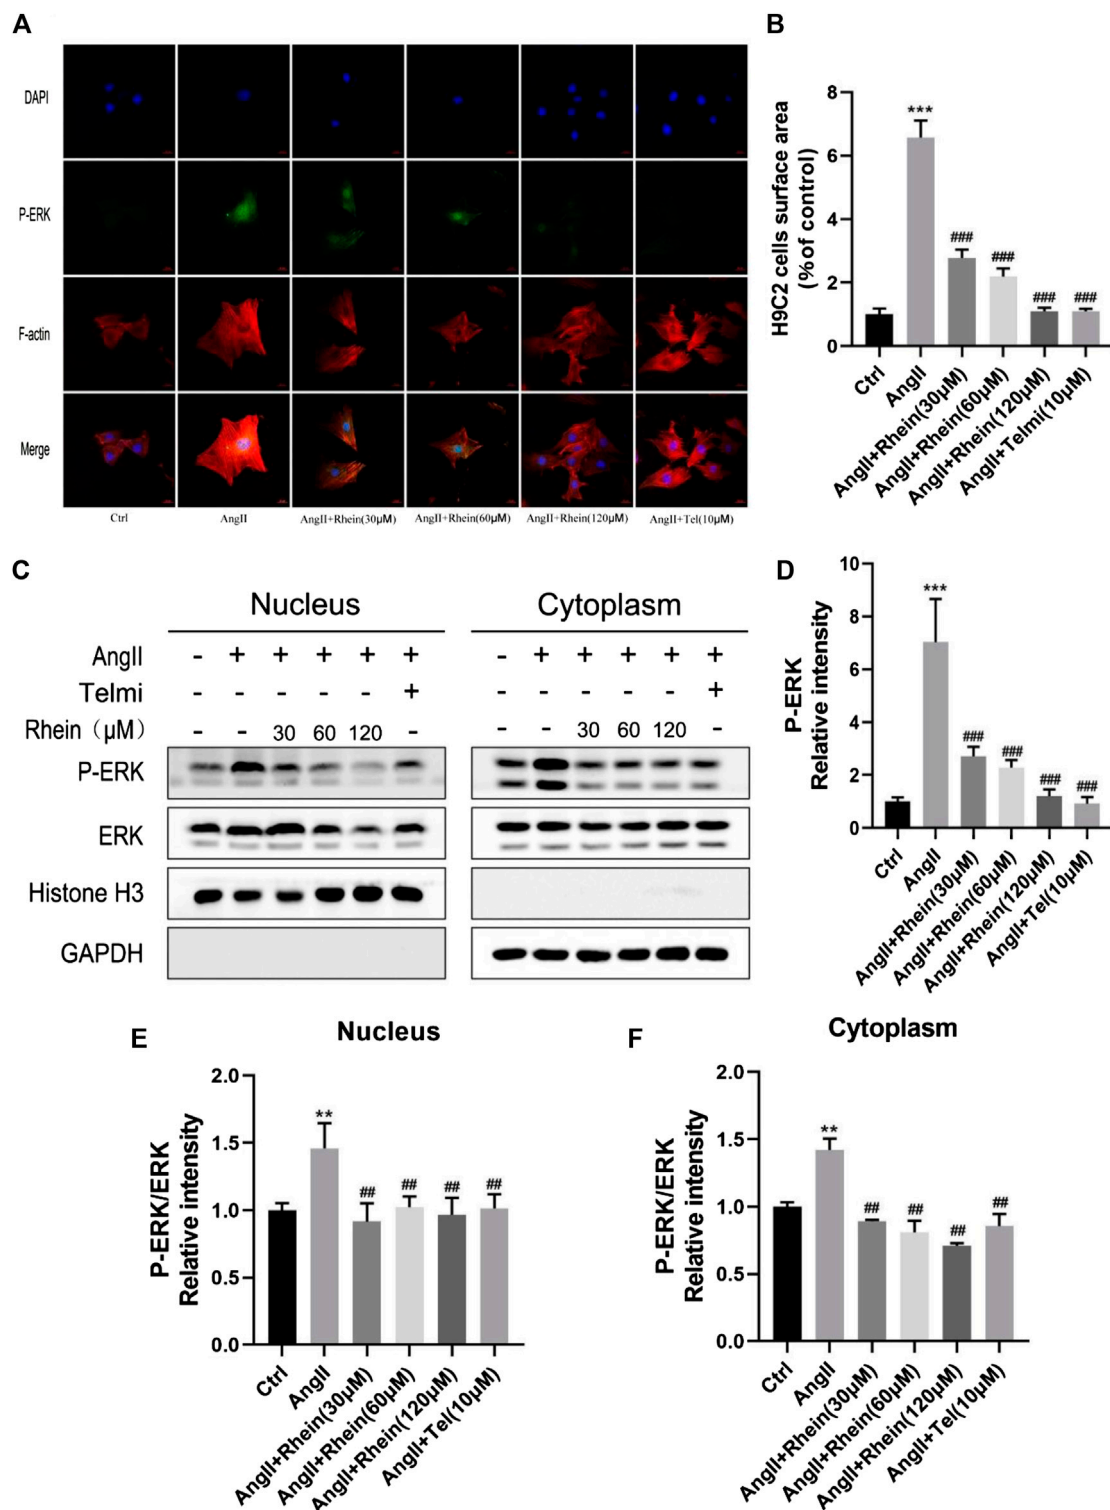 A
DAPI
P-ERK
F-actin
Merge
Ctrl AngII AngII+Rhein(30μM) AngII+Rhein(60μM) AngII+Rhein(120μM) AngII+Tel(10μM)
B
H9C2 cells surface area
(% of control)
8
6
4
2
0
***
###
###
###
###
Ctrl
AngII
AngII+Rhein(30μM)
AngII+Rhein(60μM)
AngII+Rhein(120μM)
AngII+Telmi(10μM)
C
Nucleus Cytoplasm
AngII - + + + + + - + + + + +
Telmi - - - - - + - - - - - +
Rhein (μM) - - 30 60 120 - - - 30 60 120 -
P-ERK
ERK
Histone H3
GAPDH
D
P-ERK
Relative intensity
10
8
6
4
2
0
***
###
###
###
###
Ctrl
AngII
AngII+Rhein(30μM)
AngII+Rhein(60μM)
AngII+Rhein(120μM)
AngII+Tel(10μM)
E
Nucleus
P-ERK/ERK
Relative intensity
2.0
1.5
1.0
0.5
0.0
**
##
##
##
##
Ctrl
AngII
AngII+Rhein(30μM)
AngII+Rhein(60μM)
AngII+Rhein(120μM)
AngII+Tel(10μM)
F
Cytoplasm
P-ERK/ERK
Relative intensity
2.0
1.5
1.0
0.5
0.0
**
##
##
##
##
Ctrl
AngII
AngII+Rhein(30μM)
AngII+Rhein(60μM)
AngII+Rhein(120μM)
AngII+Tel(10μM)